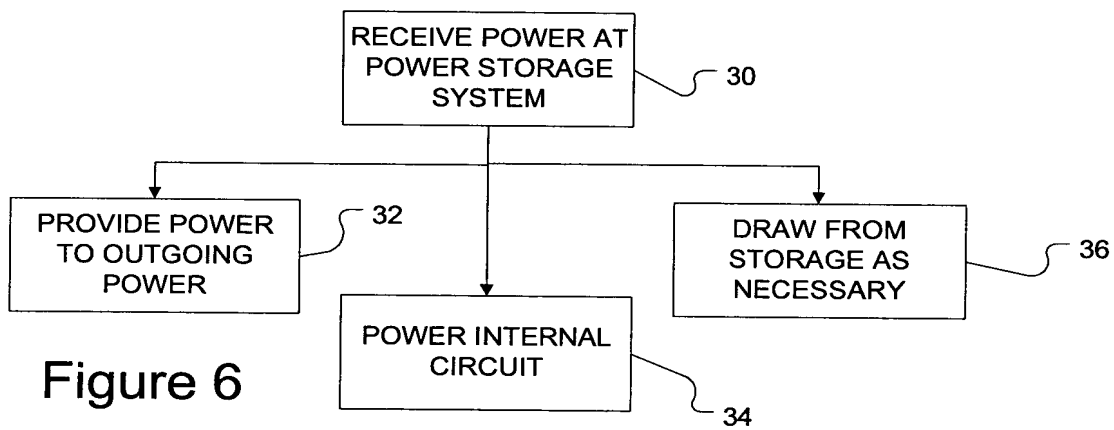 RECEIVE POWER AT
POWER STORAGE
SYSTEM
30
PROVIDE POWER
TO OUTGOING
POWER
32
POWER INTERNAL
CIRCUIT
34
DRAW FROM
STORAGE AS
NECESSARY
36
Figure 6